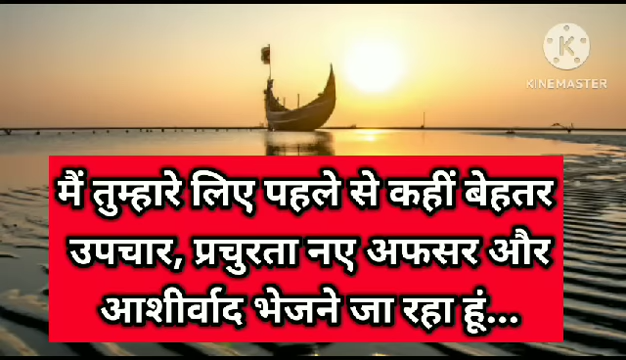 KINEMASTER
मैं तुम्हारे लिए पहले से कहीं बेहतर
उपचार, प्रचुरता नए अफसर और
आशीर्वाद भेजने जा रहा हूं...